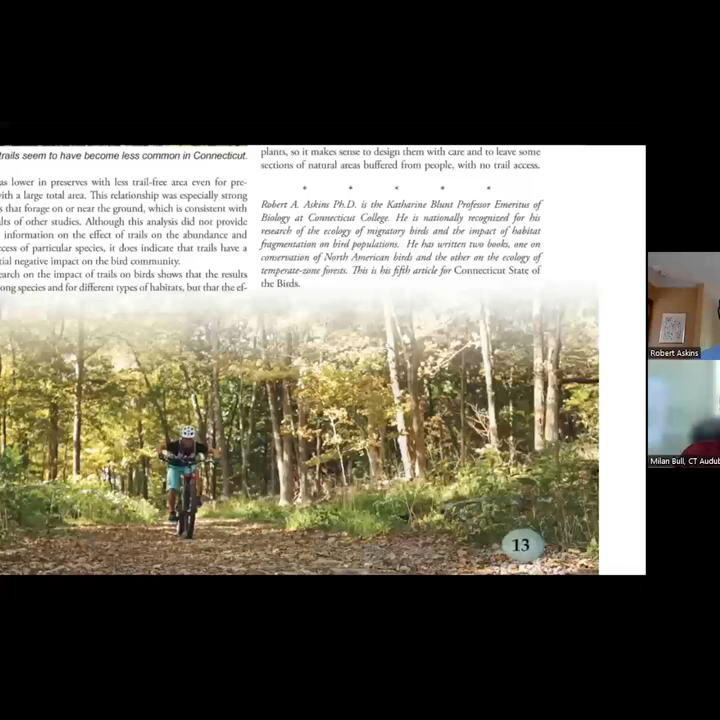 trails seem to have become less common in Connecticut.
as lower in preserves with less trail-free area even for pre-
with a large total area. This relationship was especially strong
s that forage on or near the ground, which is consistent with
lts of other studies. Although this analysis did not provide
information on the effect of trails on the abundance and
ccess of particular species, it does indicate that trails have a
tial negative impact on the bird community.
earch on the impact of trails on birds shows that the results
ong species and for different types of habitats, but that the ef-
plants, so it makes sense to design them with care and to leave some
sections of natural areas buffered from people, with no trail access.
* * * * *
Robert A. Askins Ph.D. is the Katharine Blunt Professor Emeritus of
Biology at Connecticut College. He is nationally recognized for his
research of the ecology of migratory birds and the impact of habitat
fragmentation on bird populations. He has written two books, one on
conservation of North American birds and the other on the ecology of
temperate-zone forests. This is his fifth article for Connecticut State of
the Birds.
13
Robert Askins
Milan Bull, CT Audub